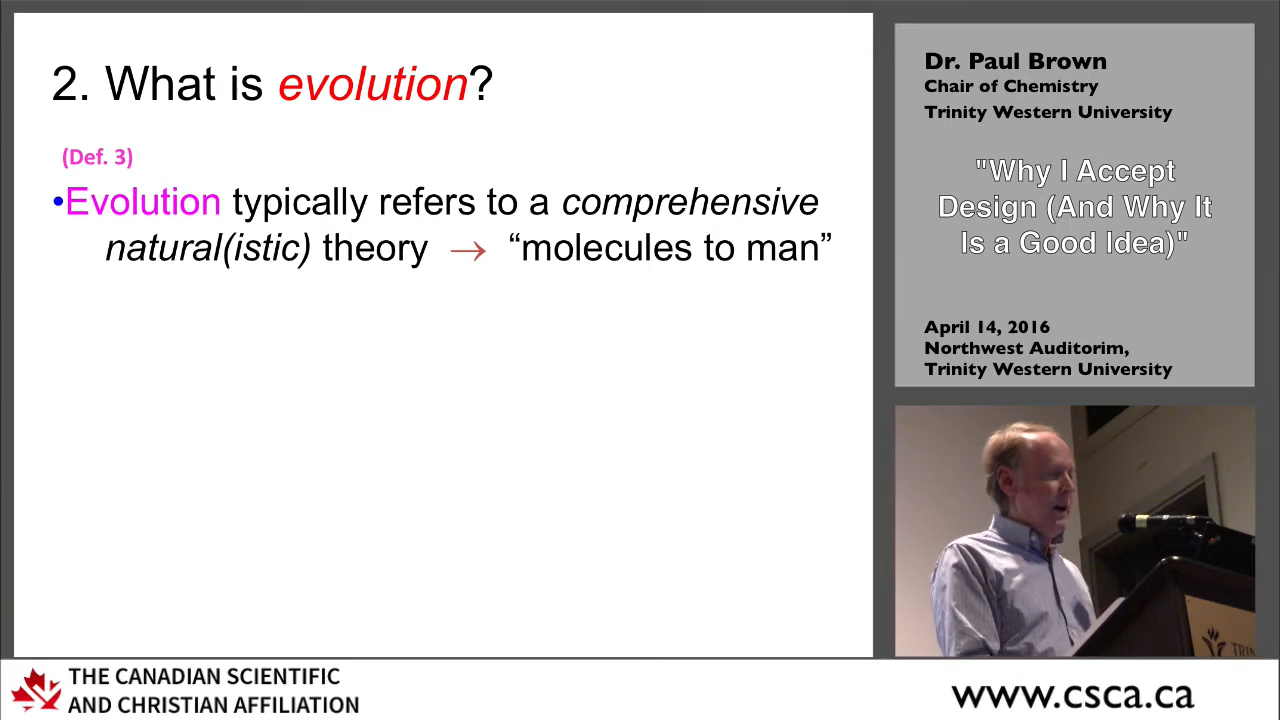 2. What is evolution?
(Def. 3)
•Evolution typically refers to a comprehensive
natural(istic) theory → “molecules to man”
Dr. Paul Brown
Chair of Chemistry
Trinity Western University
"Why I Accept
Design (And Why It
Is a Good Idea)"
April 14, 2016
Northwest Auditorim,
Trinity Western University
THE CANADIAN SCIENTIFIC
AND CHRISTIAN AFFILIATION
www.csca.ca